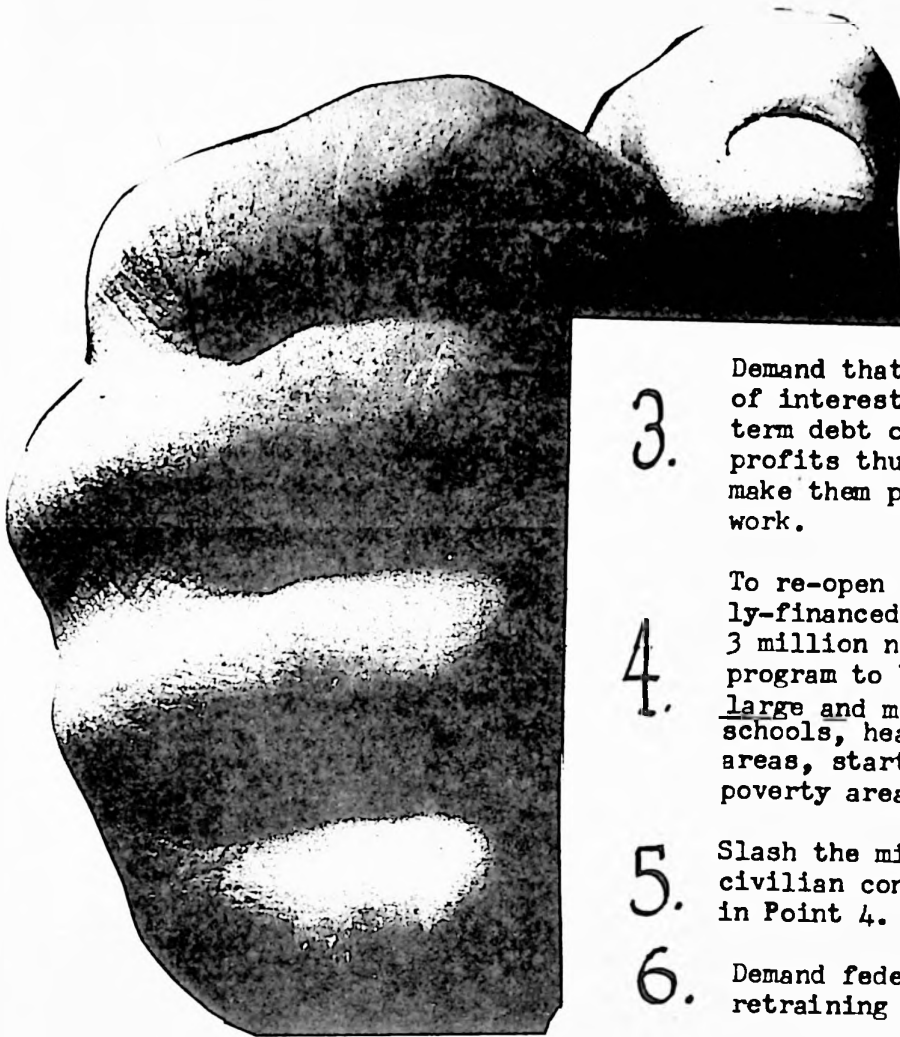 3. Demand that
of interest
term debt c
profits thu
make them p
work.
4. To re-open
ly-financed
3 million n
program to
large and m
schools, hea
areas, start
poverty area
5. Slash the mi
civilian con
in Point 4.
6. Demand fede
retraining